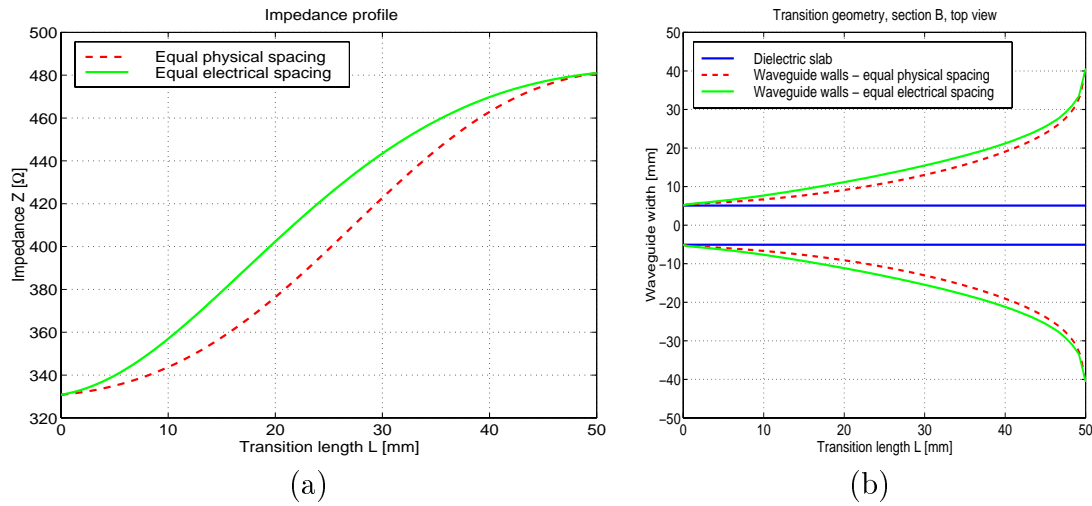 Impedance profile
500
480
460
440
420
400
380
360
340
320
Impedance Z [Ω]
Equal physical spacing
Equal electrical spacing
0
10
20
30
40
50
Transition length L [mm]
(a)
Transition geometry, section B, top view
50
40
30
20
10
0
−10
−20
−30
−40
−50
Waveguide width [mm]
Dielectric slab
Waveguide walls − equal physical spacing
Waveguide walls − equal electrical spacing
0
10
20
30
40
50
Transition length L [mm]
(b)